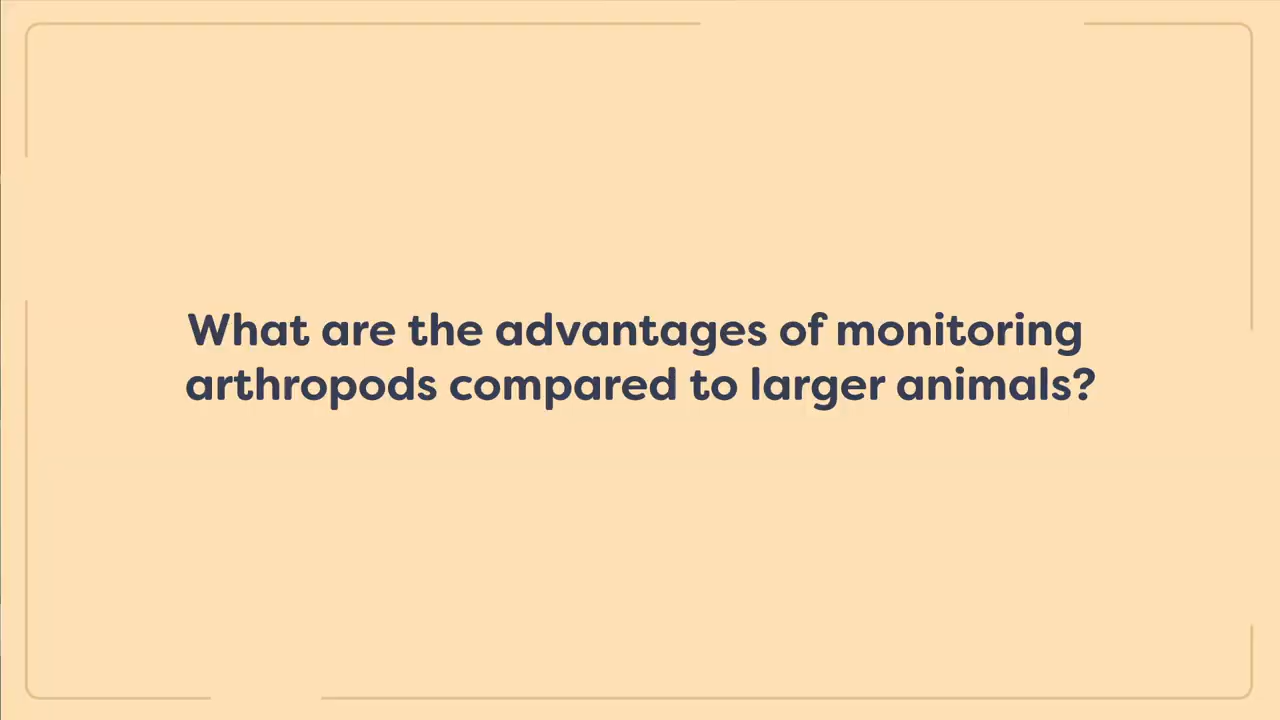 What are the advantages of monitoring
arthropods compared to larger animals?